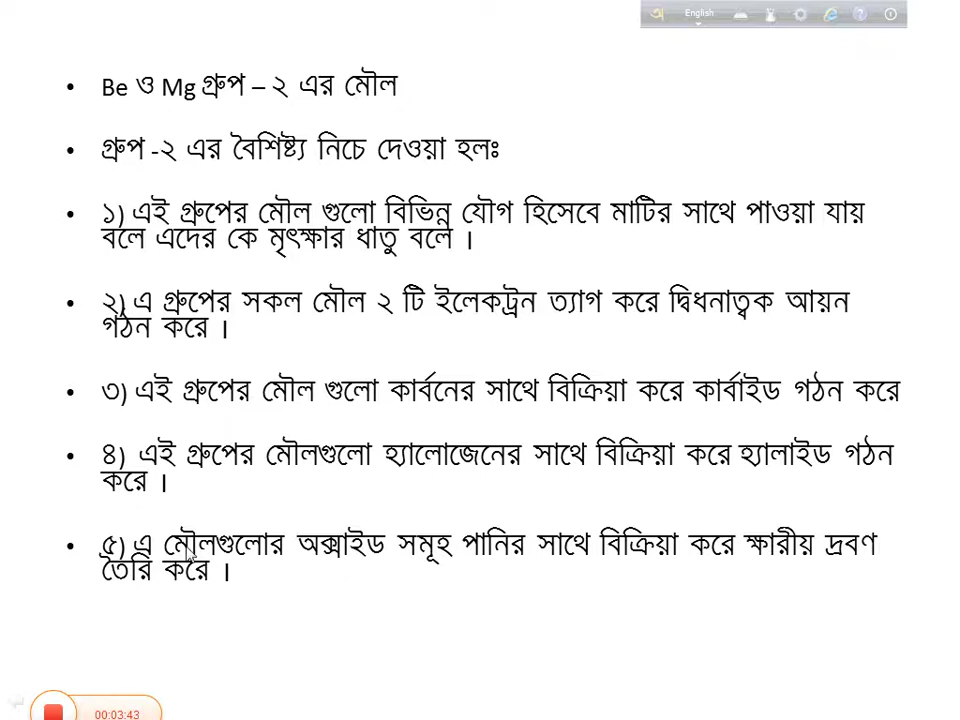 English
• Be ও Mg গ্রুপ – ২ এর মৌল
• গ্রুপ -২ এর বৈশিষ্ট্য নিচে দেওয়া হলঃ
• ১) এই গ্রুপের মৌল গুলো বিভিন্ন যৌগ হিসেবে মাটির সাথে পাওয়া যায়
বলে এদের কে মৃৎক্ষার ধাতু বলে ।
• ২) এ গ্রুপের সকল মৌল ২ টি ইলেকট্রন ত্যাগ করে দ্বিধনাত্বক আয়ন
গঠন করে ।
• ৩) এই গ্রুপের মৌল গুলো কার্বনের সাথে বিক্রিয়া করে কার্বাইড গঠন করে
• ৪) এই গ্রুপের মৌলগুলো হ্যালোজেনের সাথে বিক্রিয়া করে হ্যালাইড গঠন
করে ।
• ৫) এ মৌলগুলোর অক্সাইড সমূহ পানির সাথে বিক্রিয়া করে ক্ষারীয় দ্রবণ
তৈরি করে ।
00:03:43